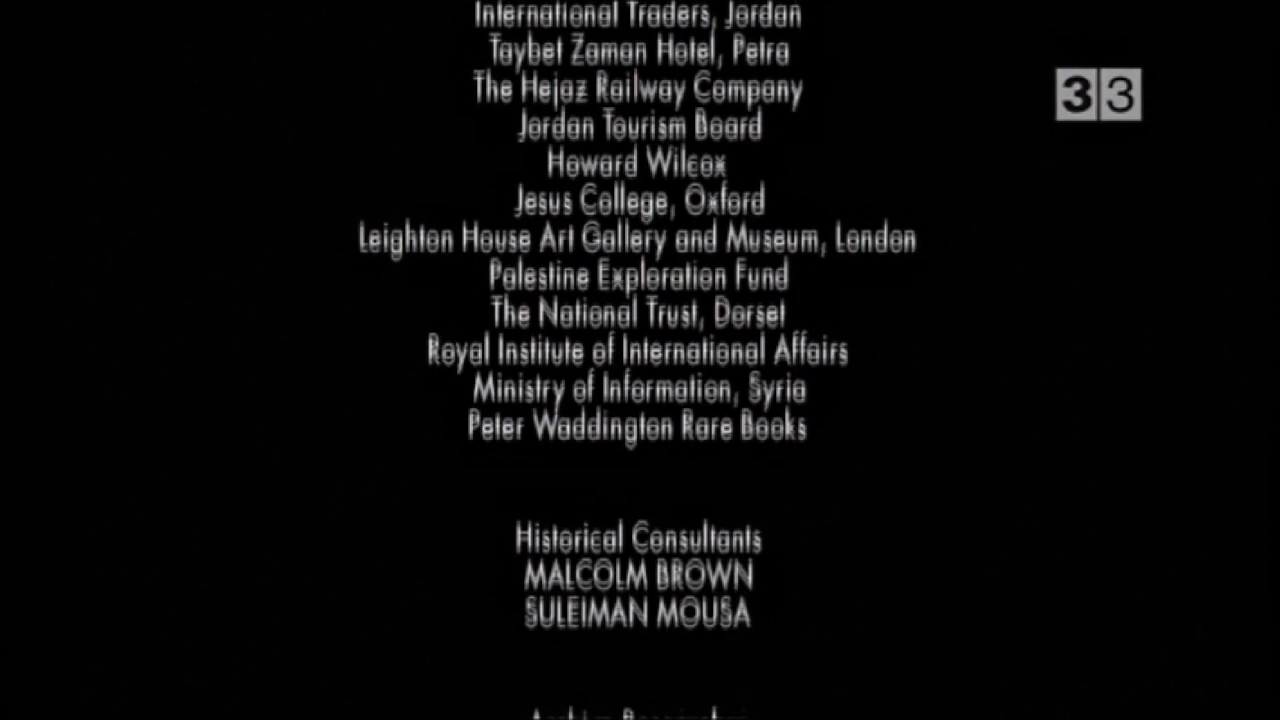 International Traders, Jordan
Taybet Zaman Hotel, Petra
The Hejaz Railway Company
Jordan Tourism Board
Howard Wilcox
Jesus College, Oxford
Leighton House Art Gallery and Museum, London
Palestine Exploration Fund
The National Trust, Dorset
Royal Institute of International Affairs
Ministry of Information, Syria
Peter Waddington Rare Books
Historical Consultants
MALCOLM BROWN
SULEIMAN MOUSA
33